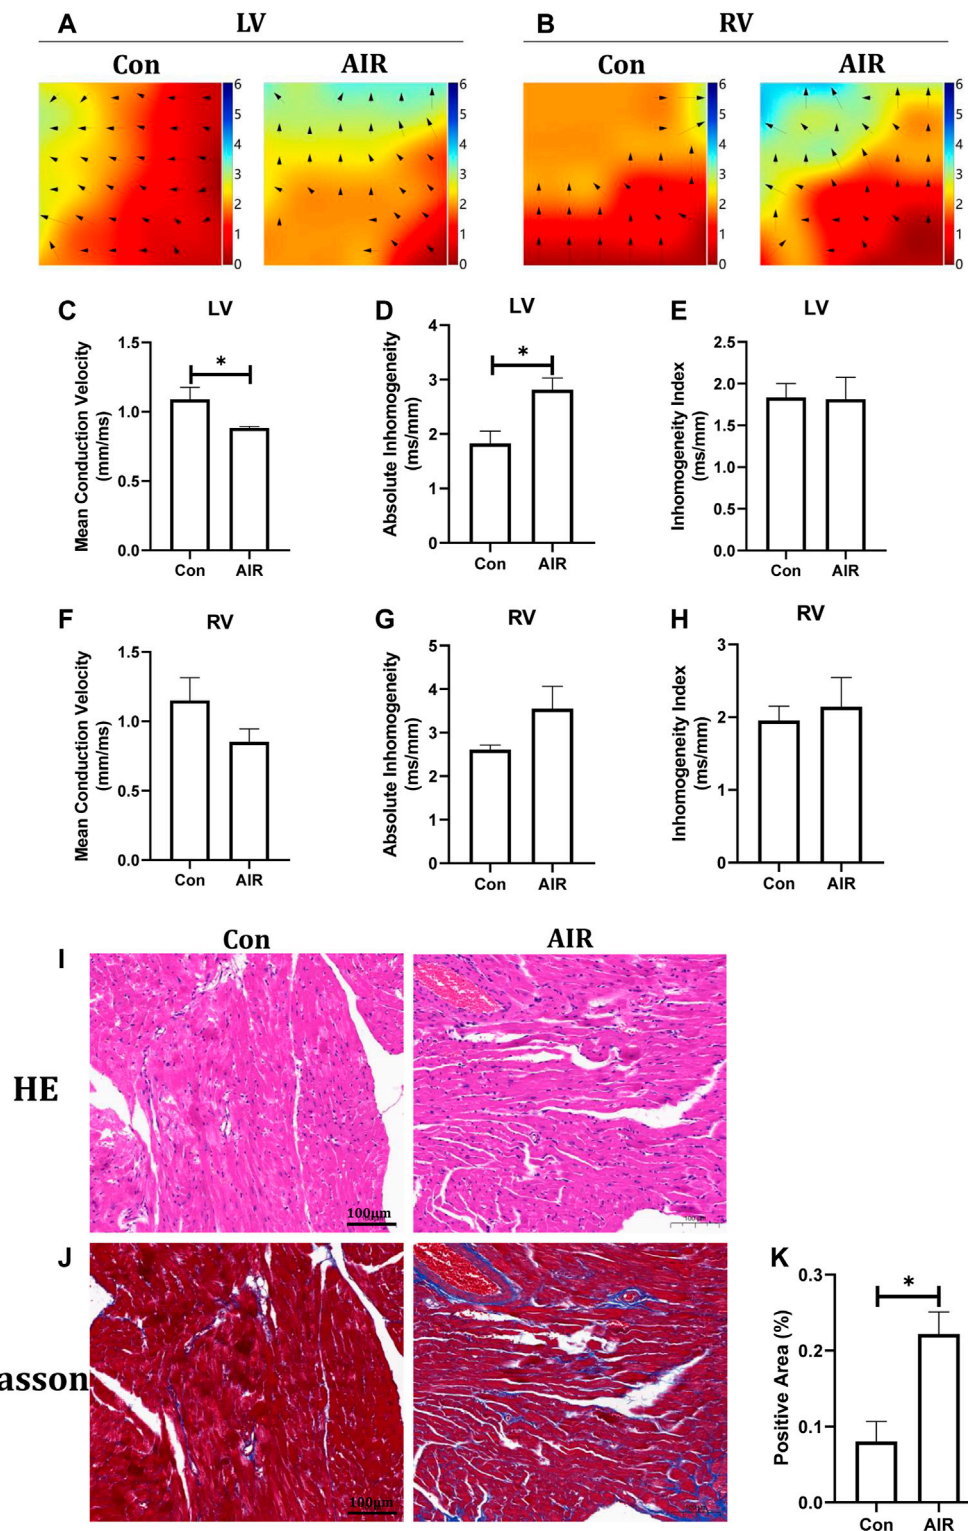 A LV
B RV
Con AIR
Con AIR
6 5 4 3 2 1 0
6 5 4 3 2 1 0
6 5 4 3 2 1 0
6 5 4 3 2 1 0
C LV
Mean Conduction Velocity
(mm/ms)
1.5
1.0
0.5
0.0
*
Con AIR
D LV
Absolute Inhomogeneity
(ms/mm)
4
3
2
1
0
*
Con AIR
E LV
Inhomogeneity Index
(ms/mm)
2.5
2.0
1.5
1.0
0.5
0.0
Con AIR
F RV
Mean Conduction Velocity
(mm/ms)
1.5
1.0
0.5
0.0
Con AIR
G RV
Absolute Inhomogeneity
(ms/mm)
5
4
3
2
1
0
Con AIR
H RV
Inhomogeneity Index
(ms/mm)
3
2
1
0
Con AIR
Con AIR
I
HE
100μm
J
asson
100μm
K
Positive Area (%)
0.3
0.2
0.1
0.0
*
Con AIR